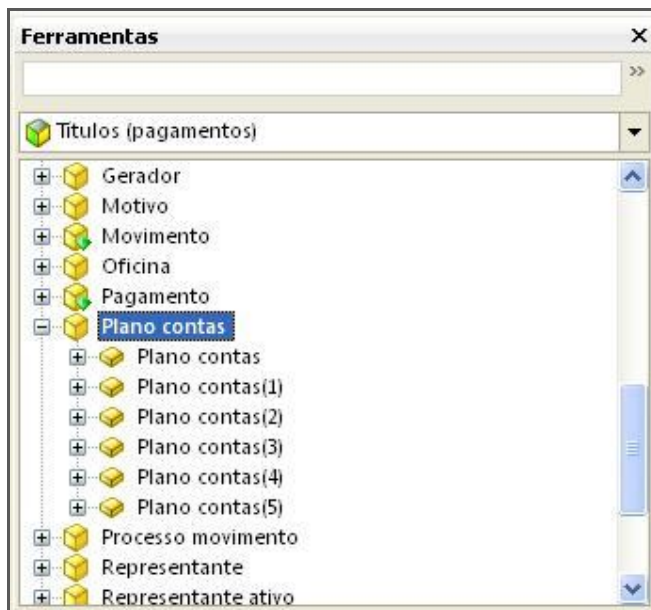 Ferramentas
»
Títulos (pagamentos)
Gerador
Motivo
Movimento
Oficina
Pagamento
Plano contas
Plano contas
Plano contas(1)
Plano contas(2)
Plano contas(3)
Plano contas(4)
Plano contas(5)
Processo movimento
Representante
Representante ativo